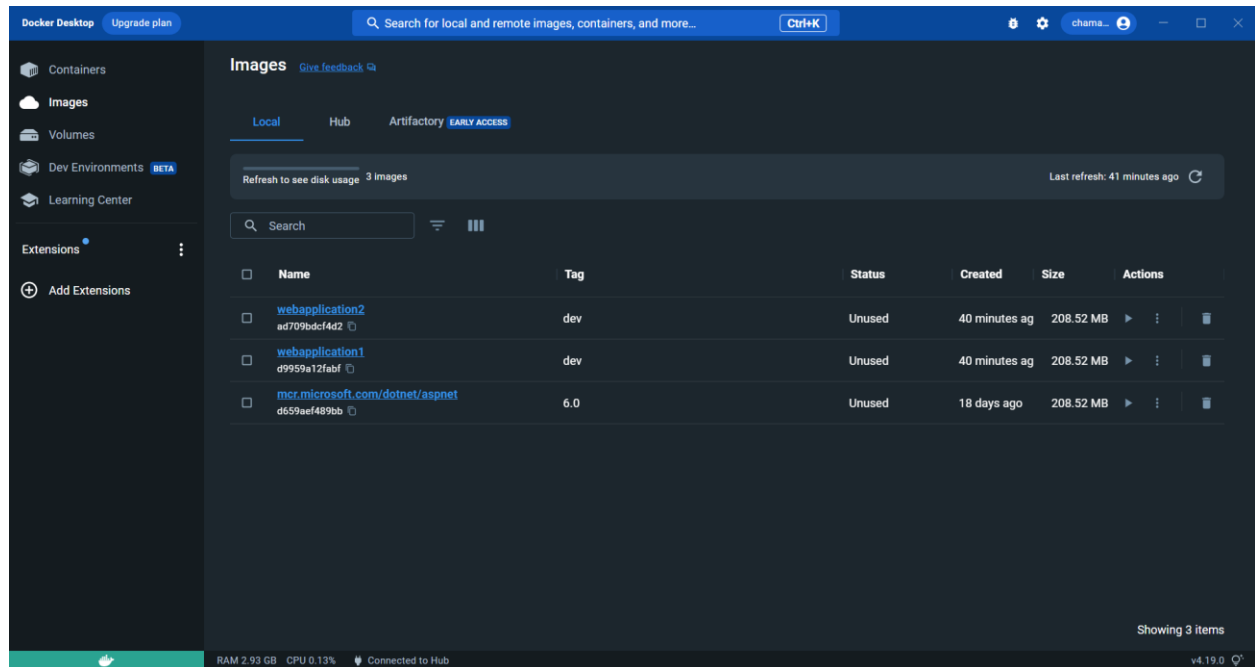 Docker Desktop Upgrade plan Search for local and remote images, containers, and more... Ctrl+K chama...
Containers
Images
Volumes
Dev Environments BETA
Learning Center
Extensions
Add Extensions
Images Give feedback
Local Hub Artifactory EARLY ACCESS
Refresh to see disk usage 3 images Last refresh: 41 minutes ago
Search
Name Tag Status Created Size Actions
webapplication2
ad709bdcf4d2
dev Unused 40 minutes ag 208.52 MB
webapplication1
d9959a12fabf
dev Unused 40 minutes ag 208.52 MB
mcr.microsoft.com/dotnet/aspnet
d659aef489bb
6.0 Unused 18 days ago 208.52 MB
Showing 3 items
RAM 2.93 GB CPU 0.13% Connected to Hub v4.19.0